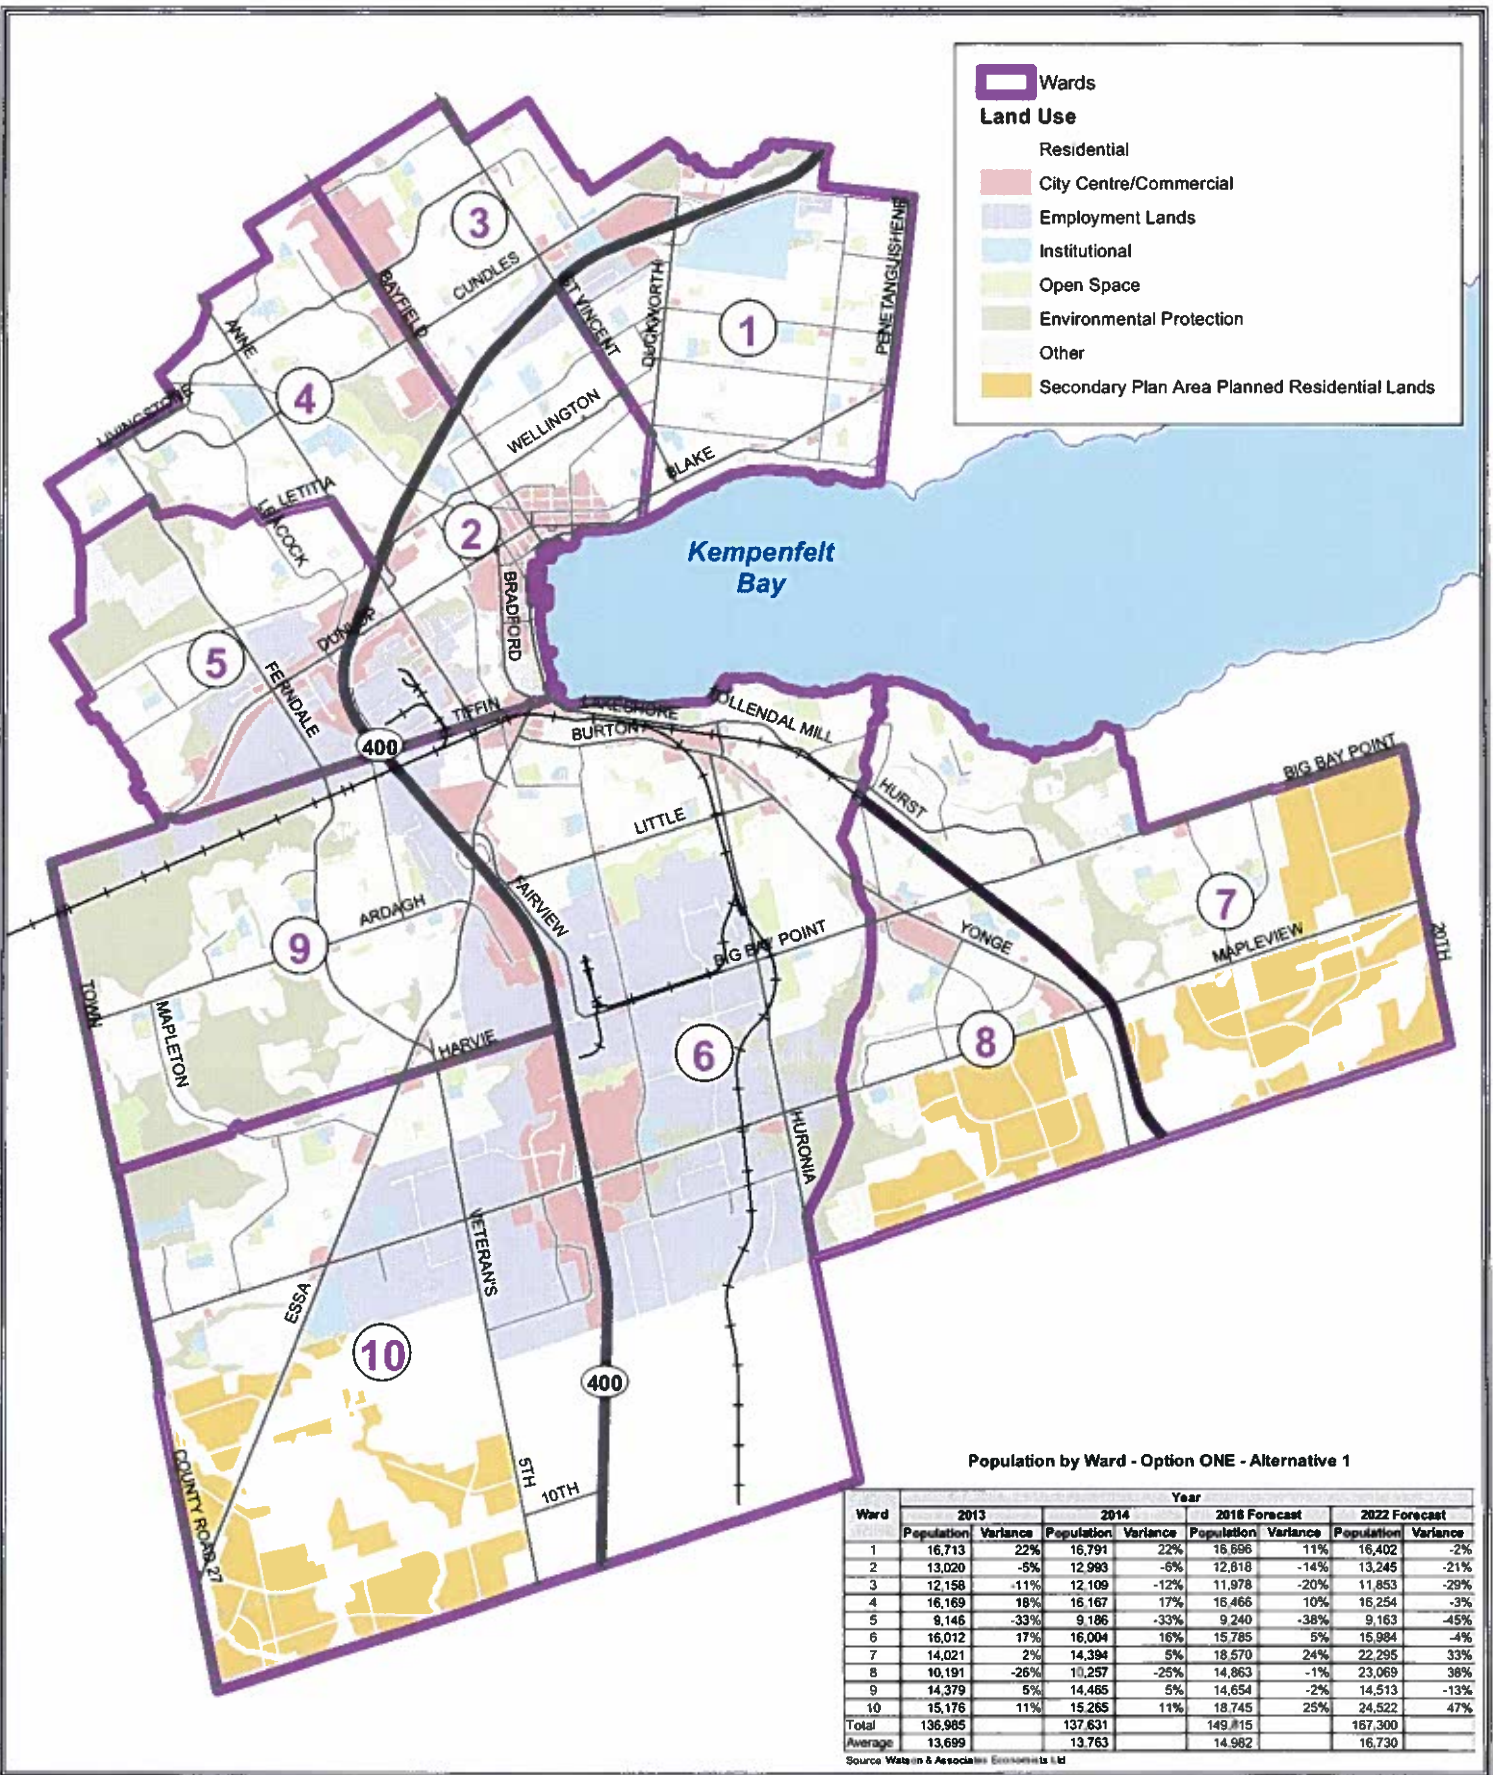 Wards
Land Use
Residential
City Centre/Commercial
Employment Lands
Institutional
Open Space
Environmental Protection
Other
Secondary Plan Area Planned Residential Lands
3
CUNDLES
BAYFIELD
ST VINCENT
DUCKWORTH
1
PENETANGUISHENE
ANNE
4
LIVINGSTONE
WELLINGTON
BLAKE
LETITIA
LEACOCK
2
Kempenfelt
Bay
BRADFORD
DUNLOP
5
FERNDALE
TIFFIN
400
LAKESHORE
TOLLENDAL MILL
BURTON
BIG BAY POINT
HURST
LITTLE
FAIRVIEW
ARDAGH
9
7
YONGE
MAPLEVIEW
20TH
BIG BAY POINT
TOWN
MAPLETON
HARVIE
6
8
HURONIA
VETERAN'S
ESSA
10
400
COUNTY ROAD 27
5TH
10TH
Population by Ward - Option ONE - Alternative 1
Year
Ward 2013 2014 2018 Forecast 2022 Forecast
Population Variance Population Variance Population Variance Population Variance
1 16,713 22% 16,791 22% 16,696 11% 16,402 -2%
2 13,020 -5% 12,993 -6% 12,818 -14% 13,245 -21%
3 12,158 -11% 12,109 -12% 11,978 -20% 11,853 -29%
4 16,169 18% 16,167 17% 16,466 10% 16,254 -3%
5 9,146 -33% 9,186 -33% 9,240 -38% 9,163 -45%
6 16,012 17% 16,004 16% 15,785 5% 15,984 -4%
7 14,021 2% 14,394 5% 18,570 24% 22,295 33%
8 10,191 -26% 10,257 -25% 14,863 -1% 23,069 38%
9 14,379 5% 14,465 5% 14,654 -2% 14,513 -13%
10 15,176 11% 15,265 11% 18,745 25% 24,522 47%
Total 136,985 137,631 149,815 167,300
Average 13,699 13,763 14,982 16,730
Source Watson & Associates Economists Ltd